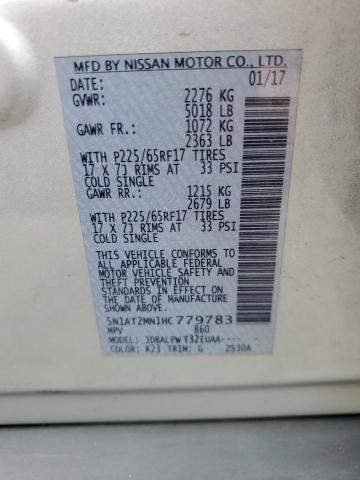 MFD BY NISSAN MOTOR CO., LTD.
DATE: 01/17
GVWR: 2276 KG
5018 LB
GAWR FR.: 1072 KG
2363 LB
WITH P225/65RF17 TIRES
17 X 7J RIMS AT 33 PSI
COLD SINGLE
GAWR RR.: 1215 KG
2679 LB
WITH P225/65RF17 TIRES
17 X 7J RIMS AT 33 PSI
COLD SINGLE
THIS VEHICLE CONFORMS TO
ALL APPLICABLE FEDERAL
MOTOR VEHICLE SAFETY
AND THEFT PREVENTION
STANDARDS IN EFFECT ON
THE DATE OF MANUFACTURE
SHOWN ABOVE.
5N1AT2MN1HC779783
MPV 860
MODEL: JDBALPWT32EUAA----
COLOR: K23 TRIM: G 2S30A